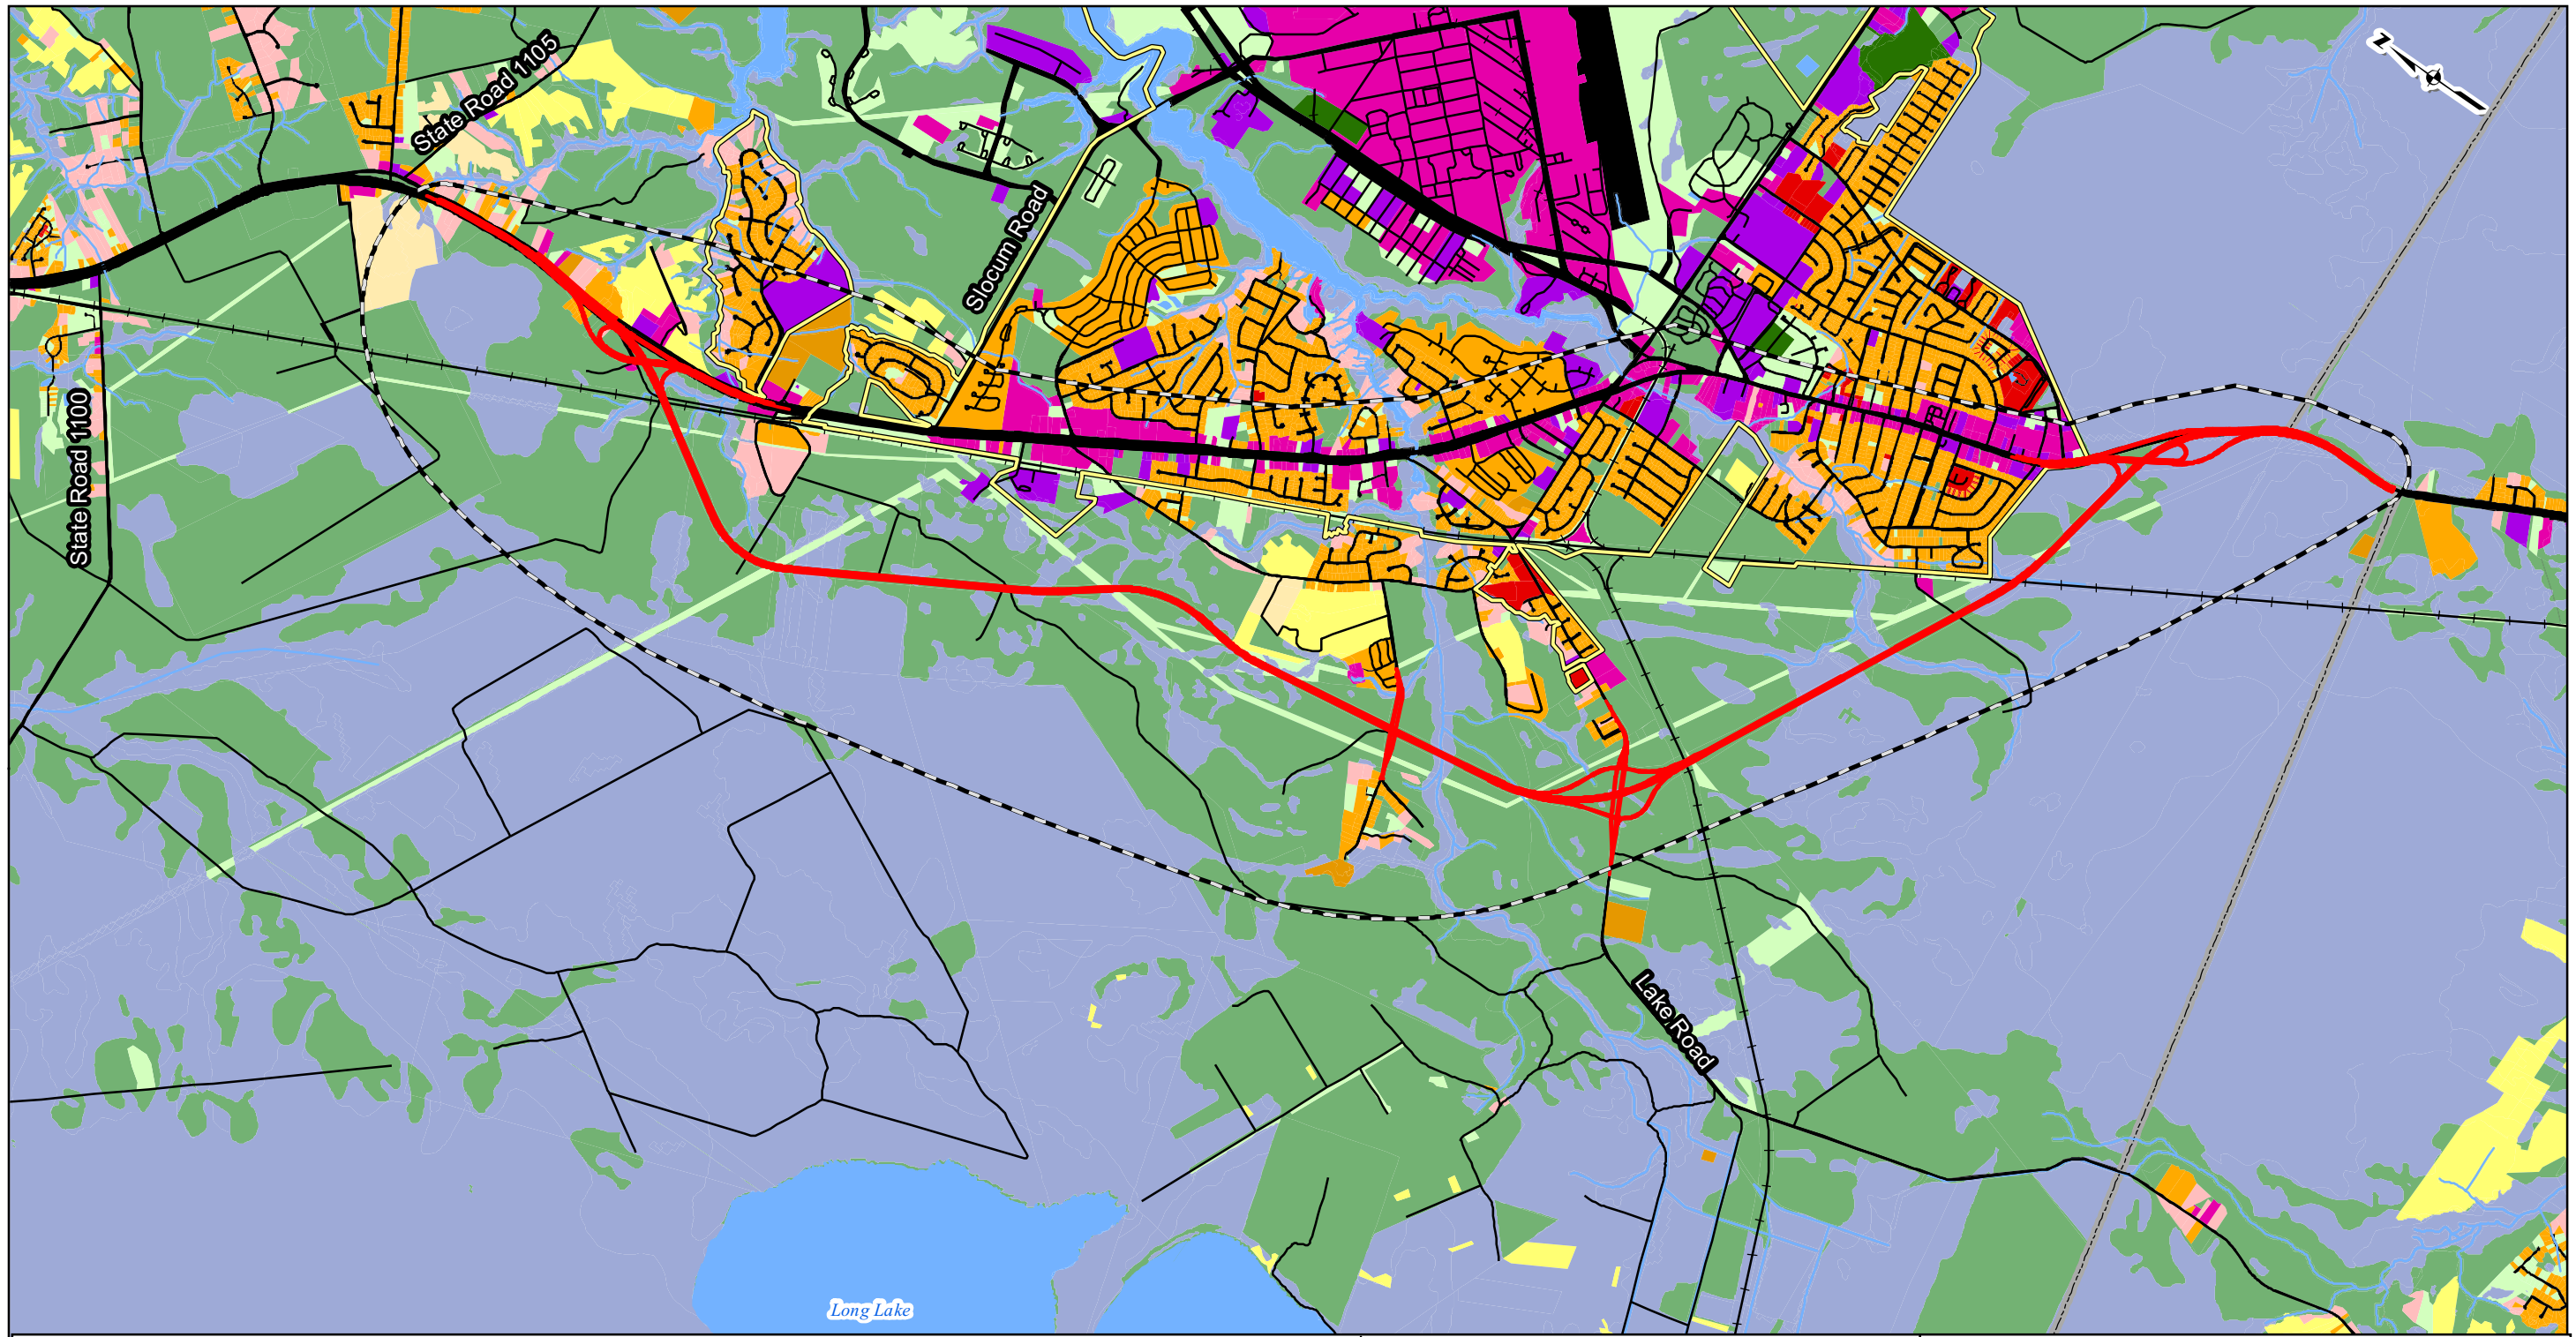 State Road 1105
N
Slocum Road
State Road 1100
Lake Road
Long Lake